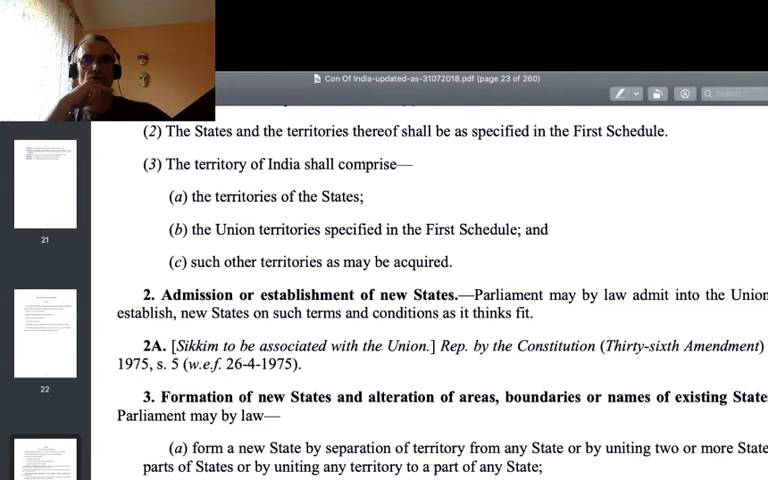 Con Of India-updated-as-31072018.pdf (page 23 of 260)
Search
(2) The States and the territories thereof shall be as specified in the First Schedule.
(3) The territory of India shall comprise—
(a) the territories of the States;
(b) the Union territories specified in the First Schedule; and
(c) such other territories as may be acquired.
2. Admission or establishment of new States.—Parliament may by law admit into the Union
establish, new States on such terms and conditions as it thinks fit.
2A. [Sikkim to be associated with the Union.] Rep. by the Constitution (Thirty-sixth Amendment)
1975, s. 5 (w.e.f. 26-4-1975).
3. Formation of new States and alteration of areas, boundaries or names of existing State
Parliament may by law—
(a) form a new State by separation of territory from any State or by uniting two or more State
parts of States or by uniting any territory to a part of any State;
21
22